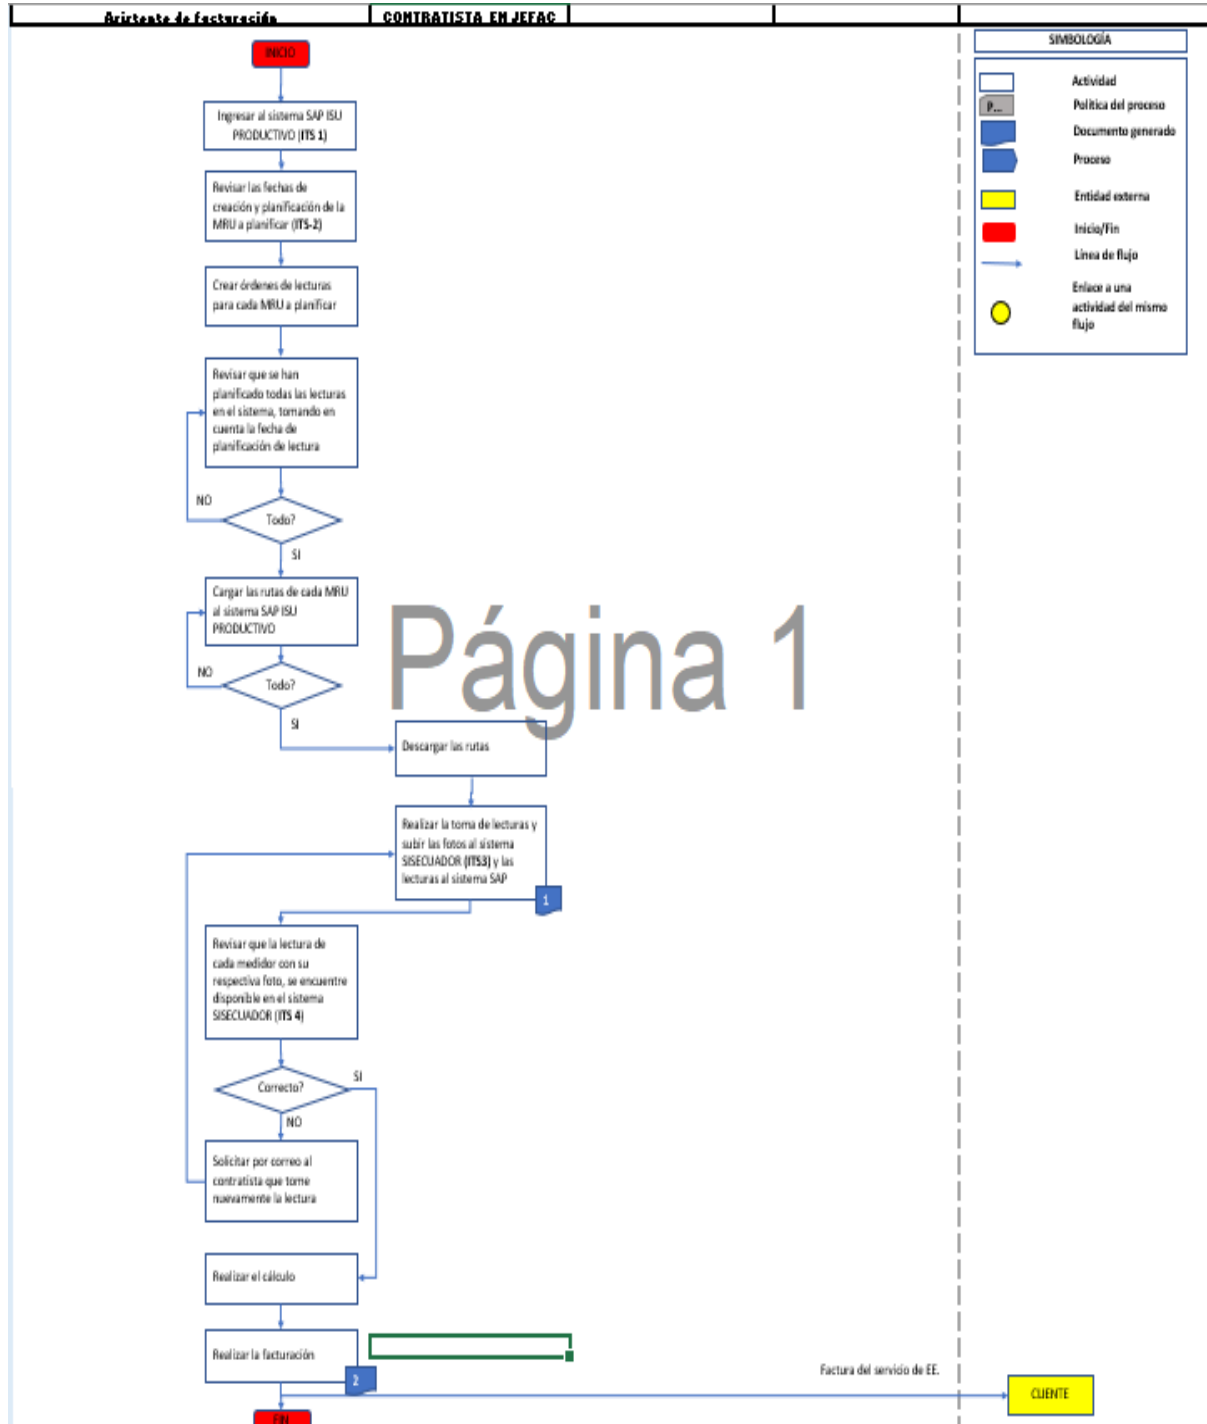 Asistente de facturación
CONTRATISTA EN JEFAC
INICIO
Ingresar al sistema SAP ISU
PRODUCTIVO (ITS 1)
Revisar las fechas de
creación y planificación de la
MRU a planificar (ITS-2)
Crear órdenes de lecturas
para cada MRU a planificar
Revisar que se han
planificado todas las lecturas
en el sistema, tomando en
cuenta la fecha de
planificación de lectura
NO
Todo?
SI
Cargar las rutas de cada MRU
al sistema SAP ISU
PRODUCTIVO
NO
Todo?
SI
Página 1
Descargar las rutas
Realizar la toma de lecturas y
subir las fotos al sistema
SISECUADOR (ITS3) y las
lecturas al sistema SAP
1
Revisar que la lectura de
cada medidor con su
respectiva foto, se encuentre
disponible en el sistema
SISECUADOR (ITS 4)
Correcto?
SI
NO
Solicitar por correo al
contratista que tome
nuevamente la lectura
Realizar el cálculo
Realizar la facturación
2
Factura del servicio de EE.
CLIENTE
FIN
SIMBOLOGÍA
Actividad
P...
Política del proceso
Documento generado
Proceso
Entidad externa
Inicio/Fin
Línea de flujo
Enlace a una
actividad del mismo
flujo